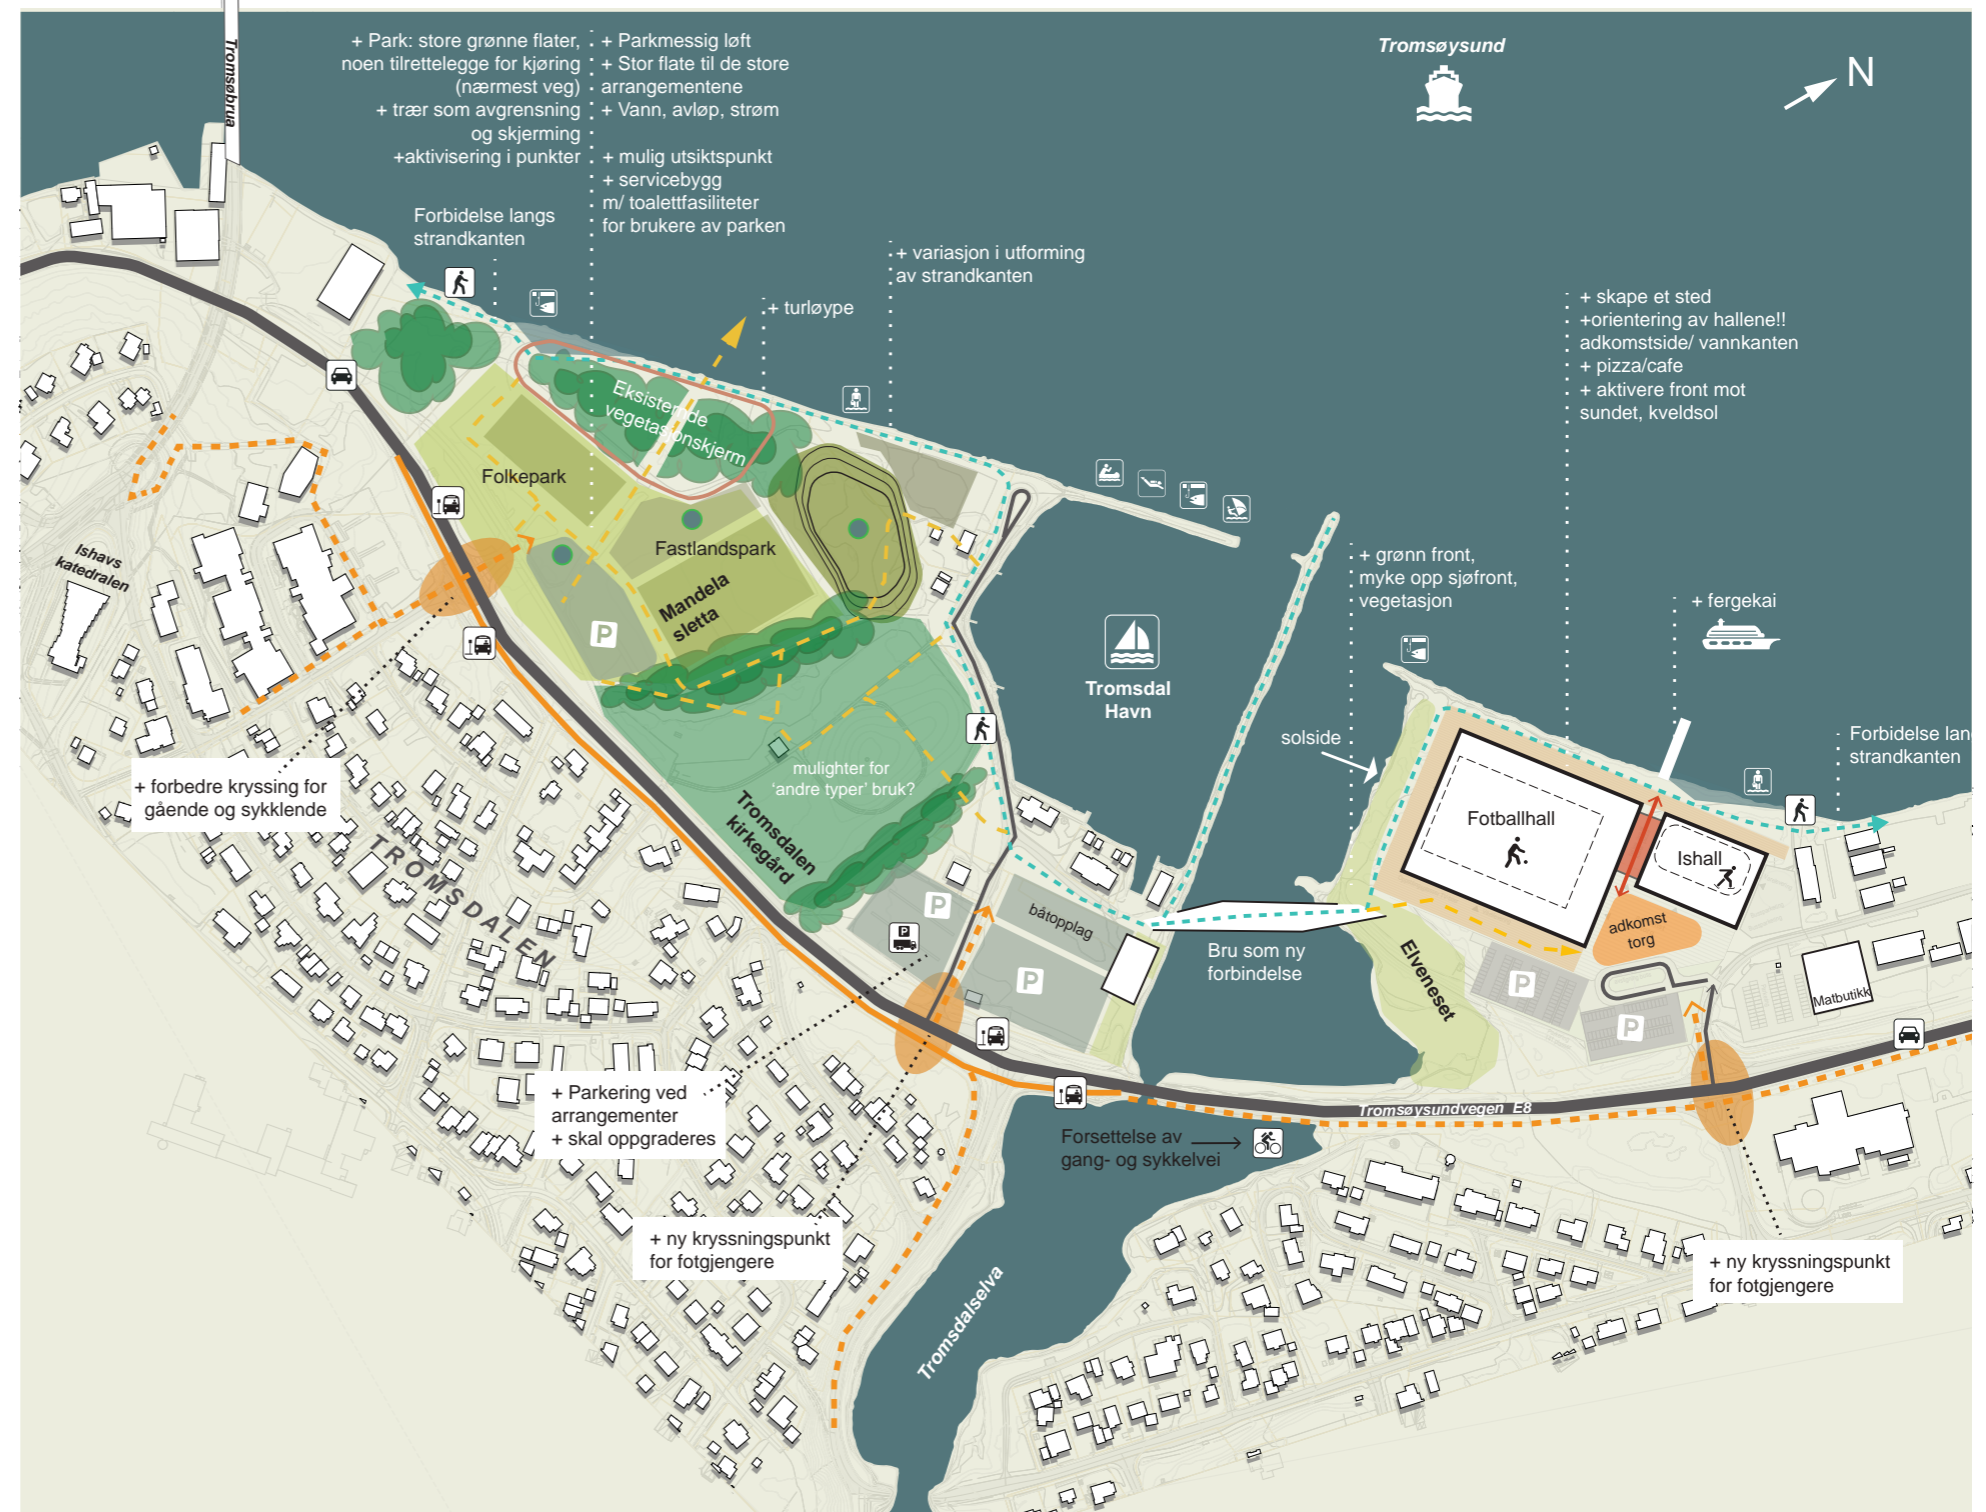 Tromsøbrua
+ Park: store grønne flater,
noen tilrettelegge for kjøring
(nærmest veg)
+ trær som avgrensning
og skjerming
+aktivisering i punkter
+ Parkmessig løft
+ Stor flate til de store
arrangementene
+ Vann, avløp, strøm
+ mulig utsiktspunkt
+ servicebygg
m/ toalettfasiliteter
for brukere av parken
Tromsøysund
N
Forbidelse langs
strandkanten
+ variasjon i utforming
av strandkanten
+ turløype
+ skape et sted
+orientering av hallene!!
adkomstside/ vannkanten
+ pizza/cafe
+ aktivere front mot
sundet, kveldsol
Eksisternde
vegetasjonskjerm
Folkepark
Fastlandspark
Mandela
sletta
P
Ishavs
katedralen
+ grønn front,
myke opp sjøfront,
vegetasjon
+ fergekai
Tromsdal
Havn
solside
Forbidelse lan
strandkanten
+ forbedre kryssing for
gående og sykklende
mulighter for
'andre typer' bruk?
Tromsdalen
kirkegård
TROMSDALEN
Fotballhall
Ishall
adkomst
torg
P
P
båtopplag
P
Bru som ny
forbindelse
Elveneset
P
P
Matbutikk
+ Parkering ved
arrangementer
+ skal oppgraderes
Tromsøysundvegen E8
Forsettelse av
gang- og sykkelvei
+ ny kryssningspunkt
for fotgjengere
+ ny kryssningspunkt
for fotgjengere
Tromsdalselva